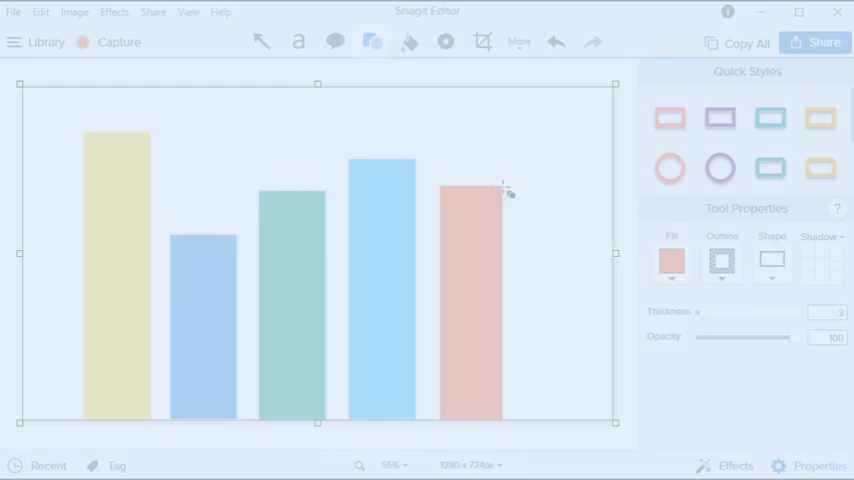 Snagit Editor
File Edit Image Effects Share View Help
Library Capture a Move Copy All Share
Quick Styles
Tool Properties ?
Fill Outline Shape Shadow
Thickness 3
Opacity 100
Recent Tag 55% 1280 x 724px Effects Properties